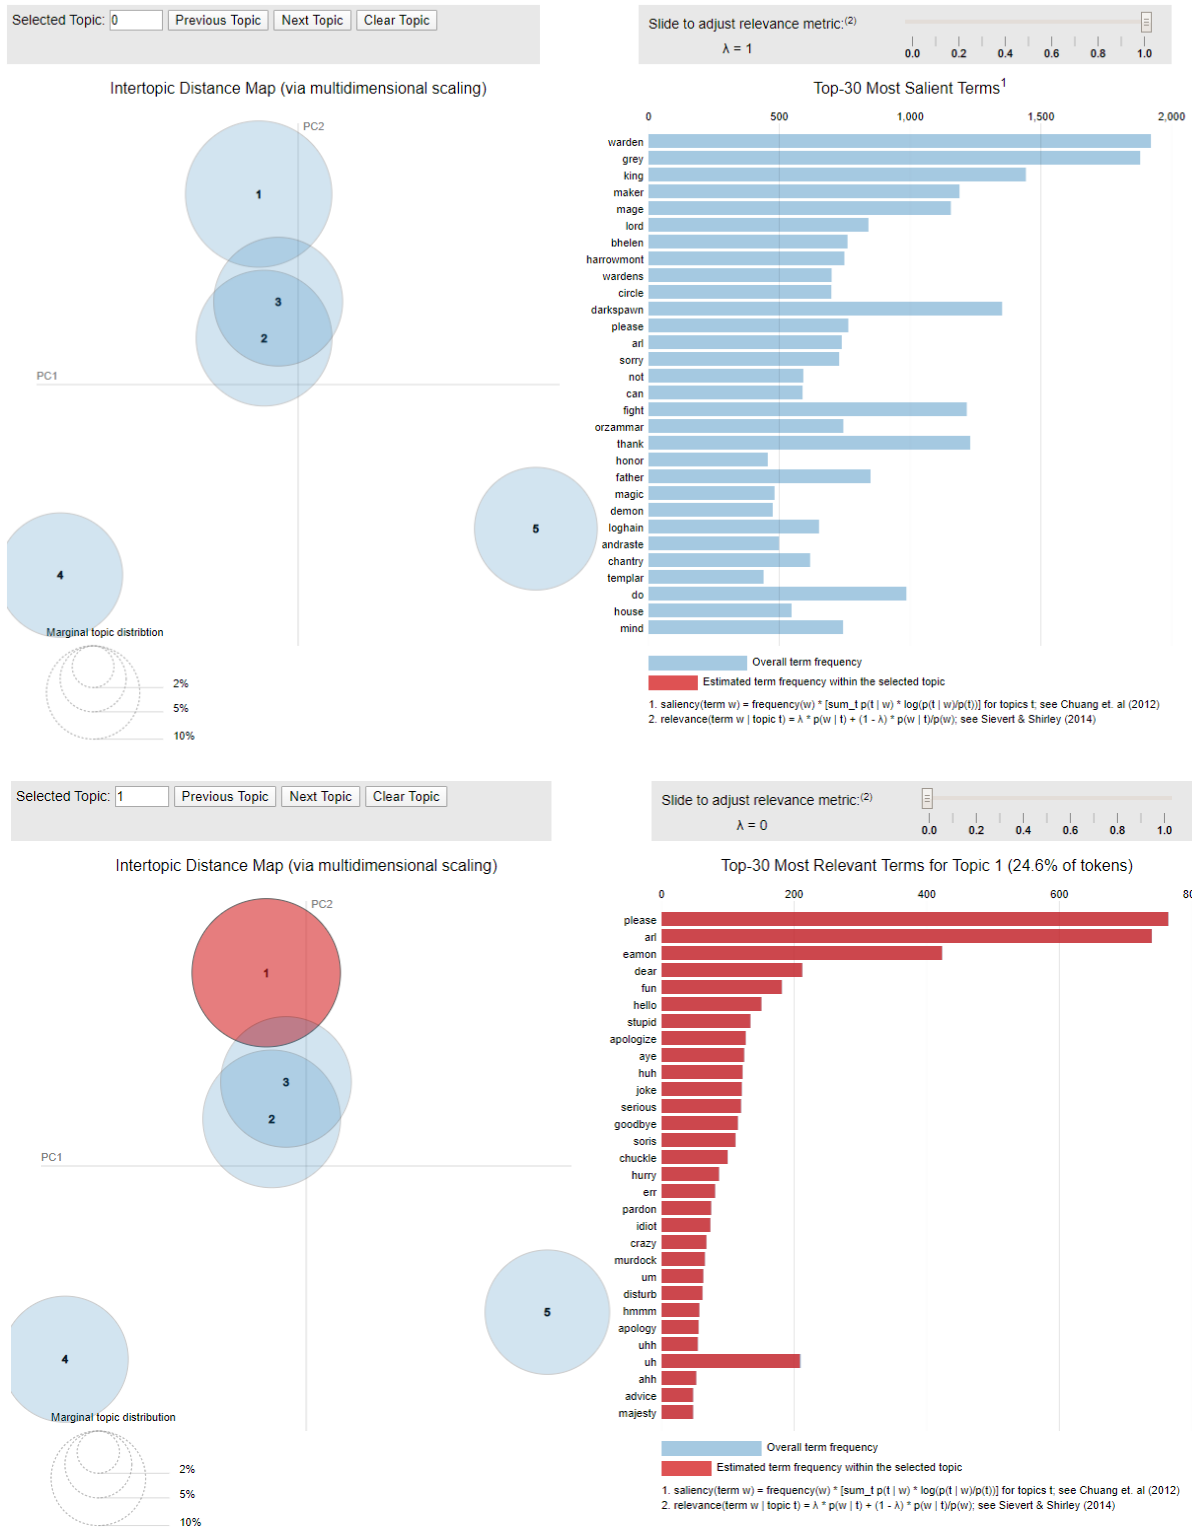 Selected Topic: 0 Previous Topic Next Topic Clear Topic
Slide to adjust relevance metric:(2)
λ = 1
0.0 0.2 0.4 0.6 0.8 1.0
Intertopic Distance Map (via multidimensional scaling)
PC2
PC1
1
3
2
5
4
Marginal topic distribtion
2%
5%
10%
Top-30 Most Salient Terms1
0 500 1,000 1,500 2,000
warden
grey
king
maker
mage
lord
bhelen
harrowmont
wardens
circle
darkspawn
please
arl
sorry
not
can
fight
orzammar
thank
honor
father
magic
demon
loghain
andraste
chantry
templar
do
house
mind
Overall term frequency
Estimated term frequency within the selected topic
1. saliency(term w) = frequency(w) * [sum_t p(t | w) * log(p(t | w)/p(t))] for topics t; see Chuang et. al (2012)
2. relevance(term w | topic t) = λ * p(w | t) + (1 - λ) * p(w | t)/p(w); see Sievert & Shirley (2014)
Selected Topic: 1 Previous Topic Next Topic Clear Topic
Slide to adjust relevance metric:(2)
λ = 0
0.0 0.2 0.4 0.6 0.8 1.0
Intertopic Distance Map (via multidimensional scaling)
PC2
PC1
1
3
2
5
4
Marginal topic distribution
2%
5%
10%
Top-30 Most Relevant Terms for Topic 1 (24.6% of tokens)
0 200 400 600
please
arl
eamon
dear
fun
hello
stupid
apologize
aye
huh
joke
serious
goodbye
soris
chuckle
hurry
err
pardon
idiot
crazy
murdock
um
disturb
hmmm
apology
uhh
uh
ahh
advice
majesty
Overall term frequency
Estimated term frequency within the selected topic
1. saliency(term w) = frequency(w) * [sum_t p(t | w) * log(p(t | w)/p(t))] for topics t; see Chuang et. al (2012)
2. relevance(term w | topic t) = λ * p(w | t) + (1 - λ) * p(w | t)/p(w); see Sievert & Shirley (2014)